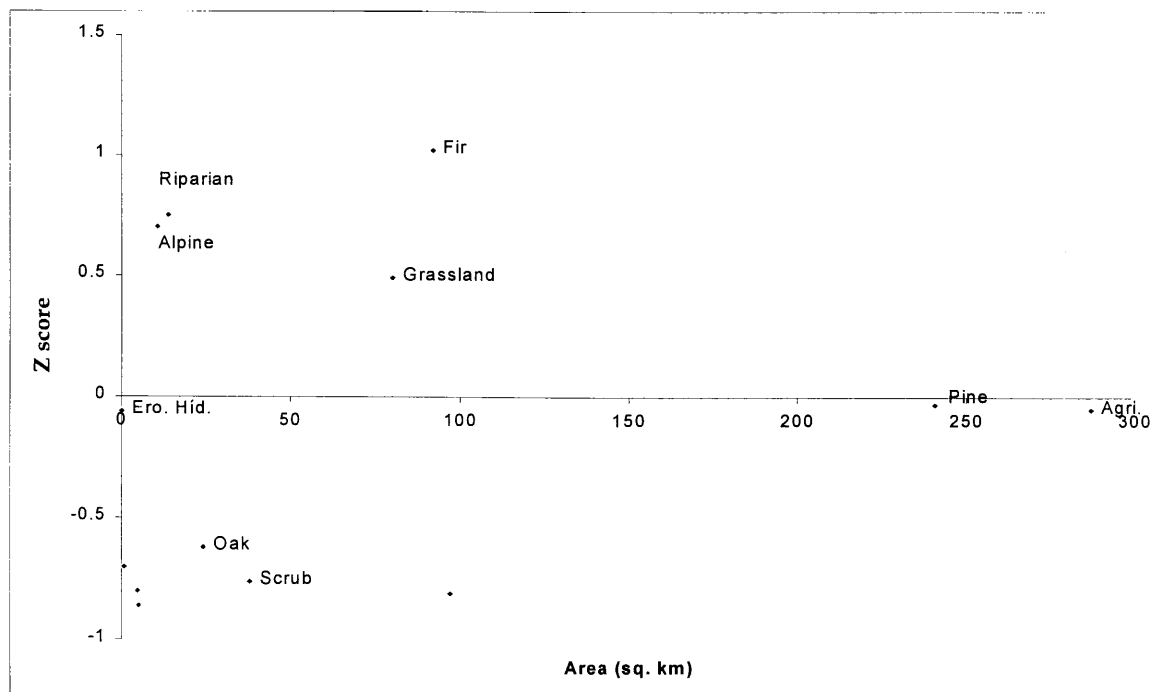 1.5
1
Fir
Riparian
Alpine
0.5
Grassland
Z score
0
Ero. Híd.
Pine
Agri.
0 50 100 150 200 250 300
-0.5
Oak
Scrub
-1
Area (sq. km)